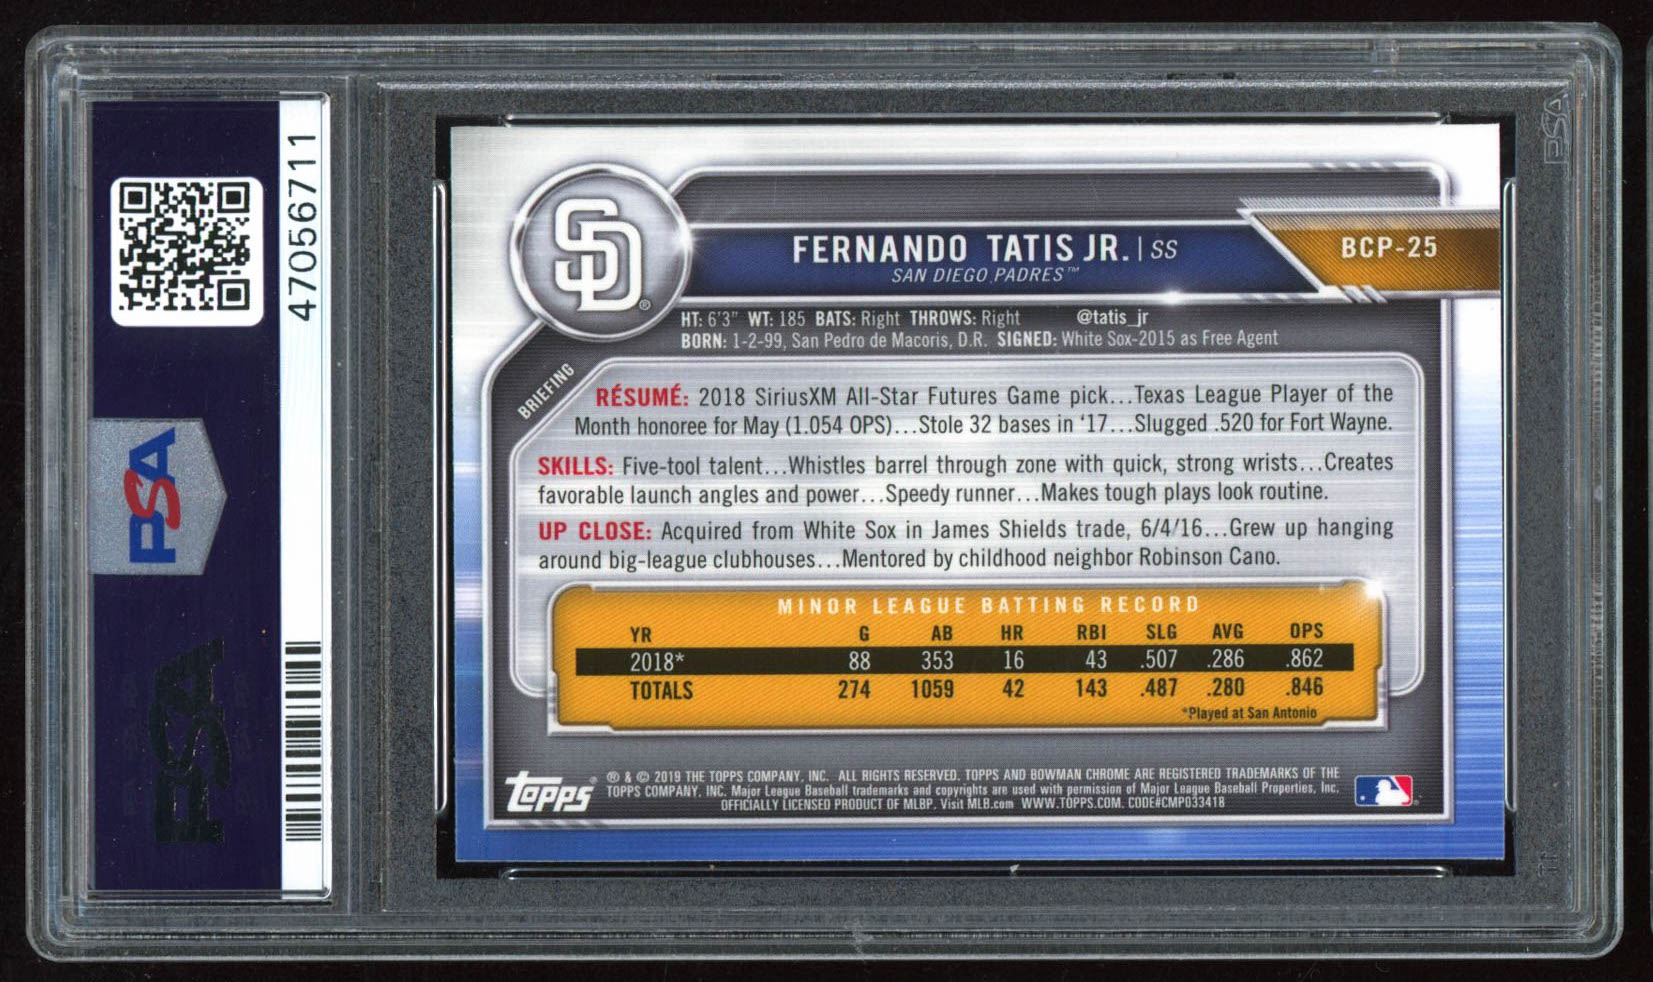 47056711
PSA
PSA
PSA
SD®
FERNANDO TATIS JR. | SS
SAN DIEGO PADRES™
BCP-25
HT: 6'3" WT: 185 BATS: Right THROWS: Right @tatis_jr
BORN: 1-2-99, San Pedro de Macoris, D.R. SIGNED: White Sox-2015 as Free Agent
BRIEFING
RÉSUMÉ: 2018 SiriusXM All-Star Futures Game pick...Texas League Player of the
Month honoree for May (1.054 OPS)...Stole 32 bases in '17...Slugged .520 for Fort Wayne.
SKILLS: Five-tool talent...Whistles barrel through zone with quick, strong wrists...Creates
favorable launch angles and power...Speedy runner...Makes tough plays look routine.
UP CLOSE: Acquired from White Sox in James Shields trade, 6/4/16...Grew up hanging
around big-league clubhouses...Mentored by childhood neighbor Robinson Cano.
MINOR LEAGUE BATTING RECORD
YR G AB HR RBI SLG AVG OPS
2018* 88 353 16 43 .507 .286 .862
TOTALS 274 1059 42 143 .487 .280 .846
*Played at San Antonio
Topps®
® & © 2019 THE TOPPS COMPANY, INC. ALL RIGHTS RESERVED. TOPPS AND BOWMAN CHROME ARE REGISTERED TRADEMARKS OF THE
TOPPS COMPANY, INC. Major League Baseball trademarks and copyrights are used with permission of Major League Baseball Properties, Inc.
OFFICIALLY LICENSED PRODUCT OF MLBP. Visit MLB.com WWW.TOPPS.COM. CODE#CMP033418